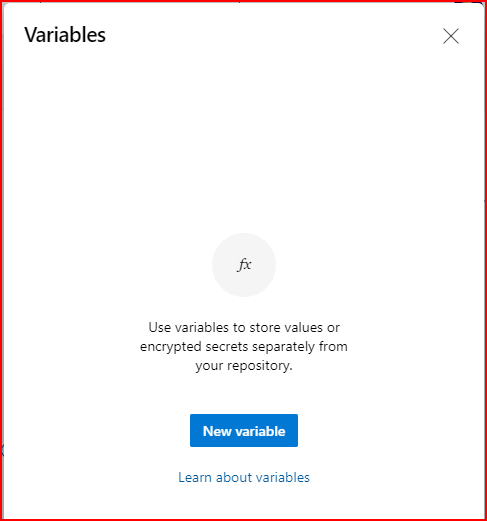 Variables
fx
Use variables to store values or
encrypted secrets separately from
your repository.
New variable
Learn about variables